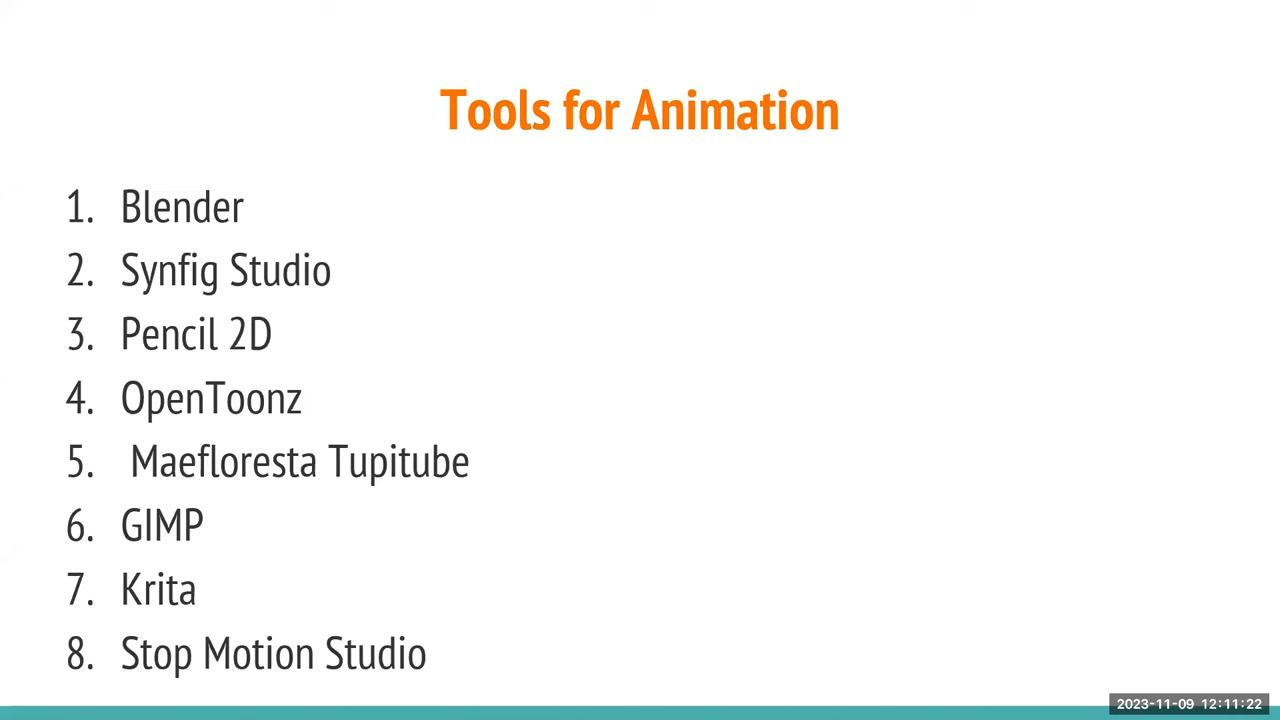 Tools for Animation
1. Blender
2. Synfig Studio
3. Pencil 2D
4. OpenToonz
5. Maefloresta Tupitube
6. GIMP
7. Krita
8. Stop Motion Studio
2023-11-09 12:11:22